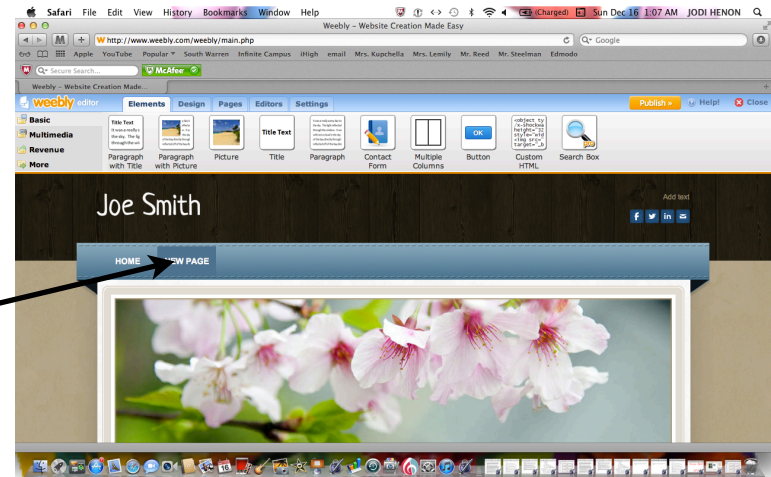 Safari File Edit View History Bookmarks Window Help (Charged) Sun Dec 16 1:07 AM JODI HENON
Weebly – Website Creation Made Easy
http://www.weebly.com/weebly/main.php Google
Apple YouTube Popular South Warren Infinite Campus iHigh email Mrs. Kupchella Mrs. Lemily Mr. Reed Mr. Steelman Edmodo
Secure Search... McAfee
Weebly – Website Creation Made...
weebly editor Elements Design Pages Editors Settings Publish » Help! Close
Basic
Multimedia
Revenue
More
Title Text
Title Text
OK
Paragraph with Title
Paragraph with Picture
Picture
Title
Paragraph
Contact Form
Multiple Columns
Button
Custom HTML
Search Box
Joe Smith
Add text
HOME NEW PAGE